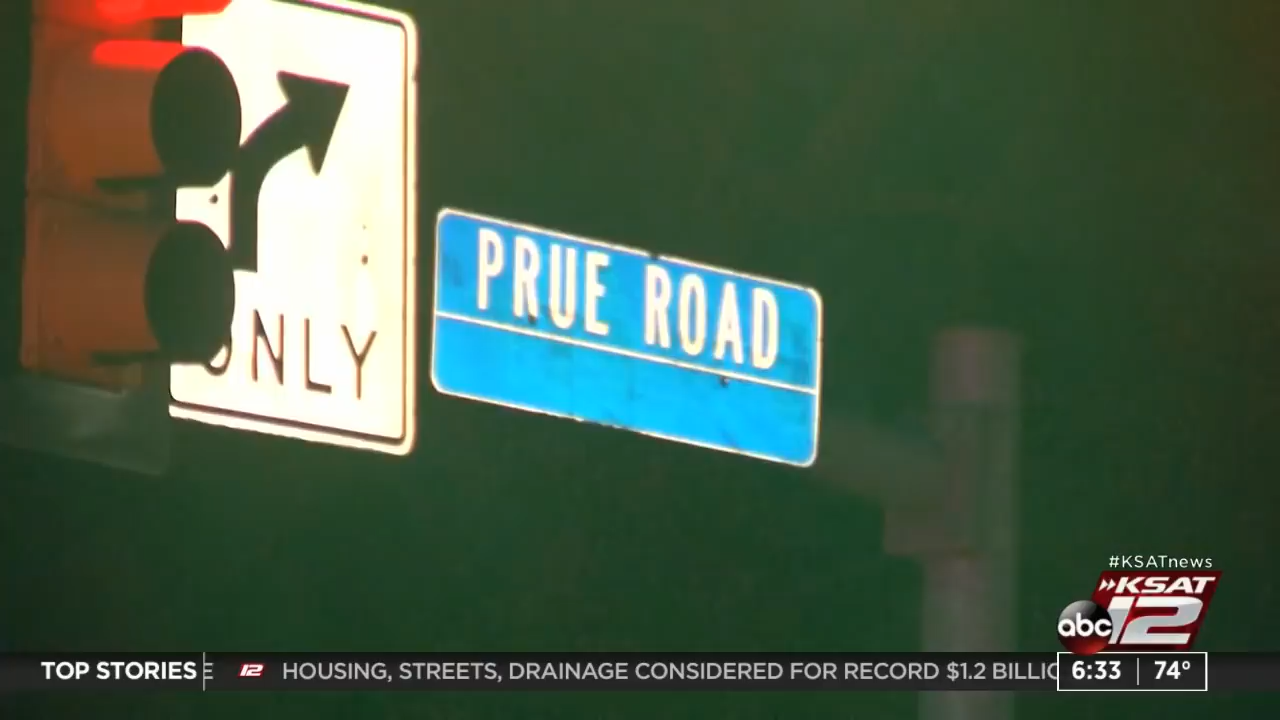 ONLY
PRUE ROAD
#KSATnews
KSAT
abc 12
TOP STORIES 12 HOUSING, STREETS, DRAINAGE CONSIDERED FOR RECORD $1.2 6:33 74°